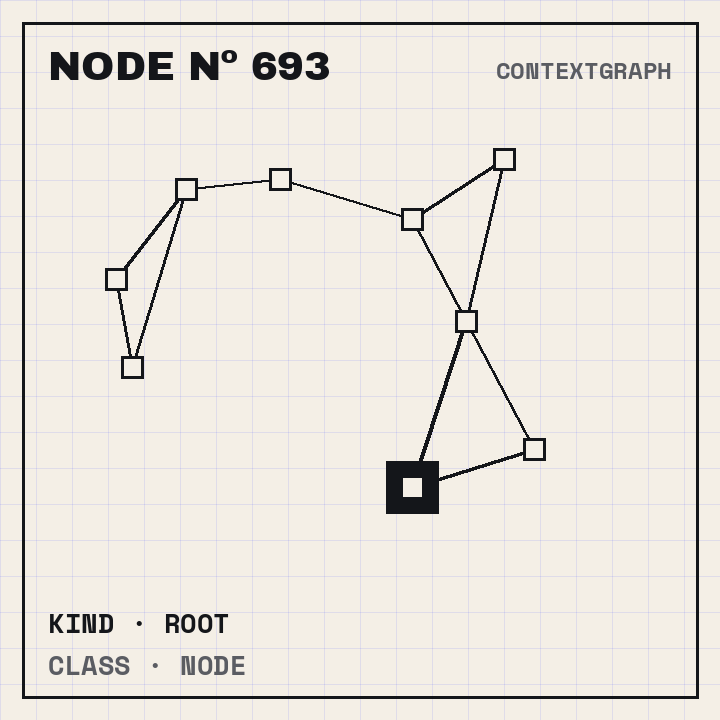 NODE Nº 693
CONTEXTGRAPH
KIND · ROOT
CLASS · NODE